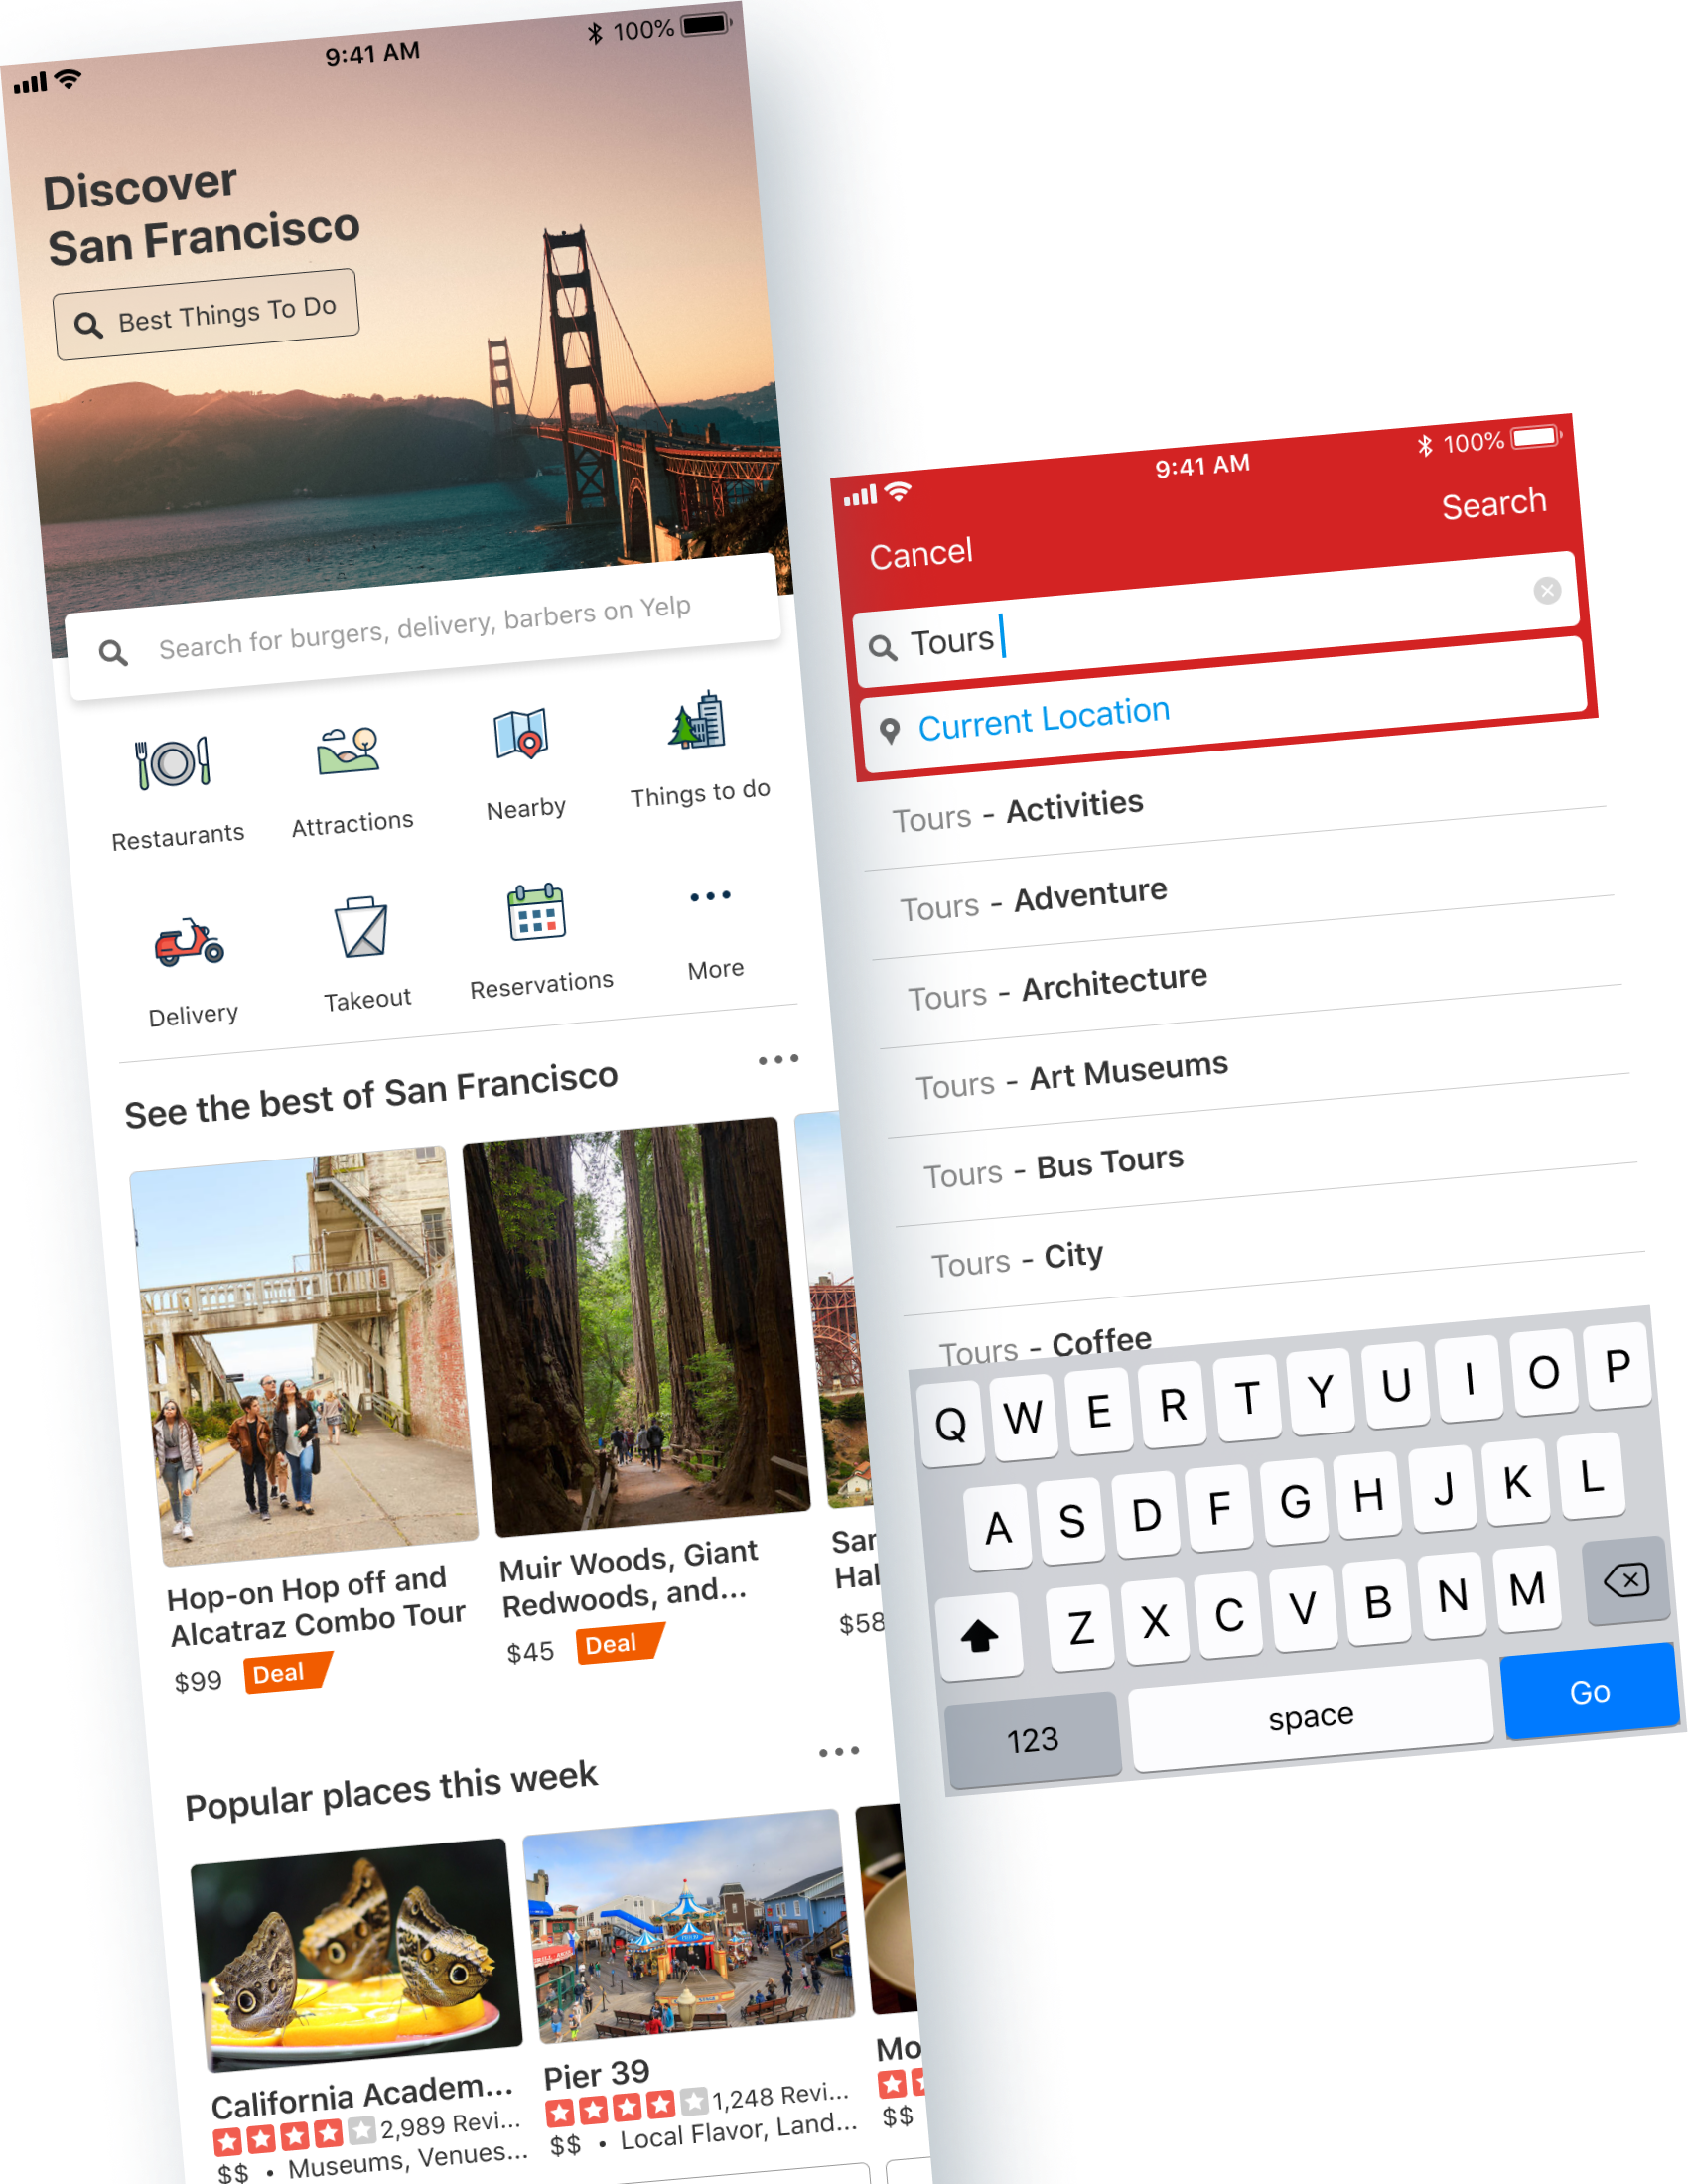 9:41 AM
100%
Discover
San Francisco
Best Things To Do
Search for burgers, delivery, barbers on Yelp
Restaurants
Attractions
Nearby
Things to do
Delivery
Takeout
Reservations
More
See the best of San Francisco
Hop-on Hop off and
Alcatraz Combo Tour
$99 Deal
Muir Woods, Giant
Redwoods, and...
$45 Deal
Sar
Hal
$58
Popular places this week
California Academ...
2,989 Revi...
$$ • Museums, Venues...
Pier 39
1,248 Revi...
$$ • Local Flavor, Land...
Mo
$$
9:41 AM
100%
Cancel
Search
Tours
Current Location
Tours - Activities
Tours - Adventure
Tours - Architecture
Tours - Art Museums
Tours - Bus Tours
Tours - City
Tours - Coffee
Q W E R T Y U I O P
A S D F G H J K L
Z X C V B N M
123 space Go